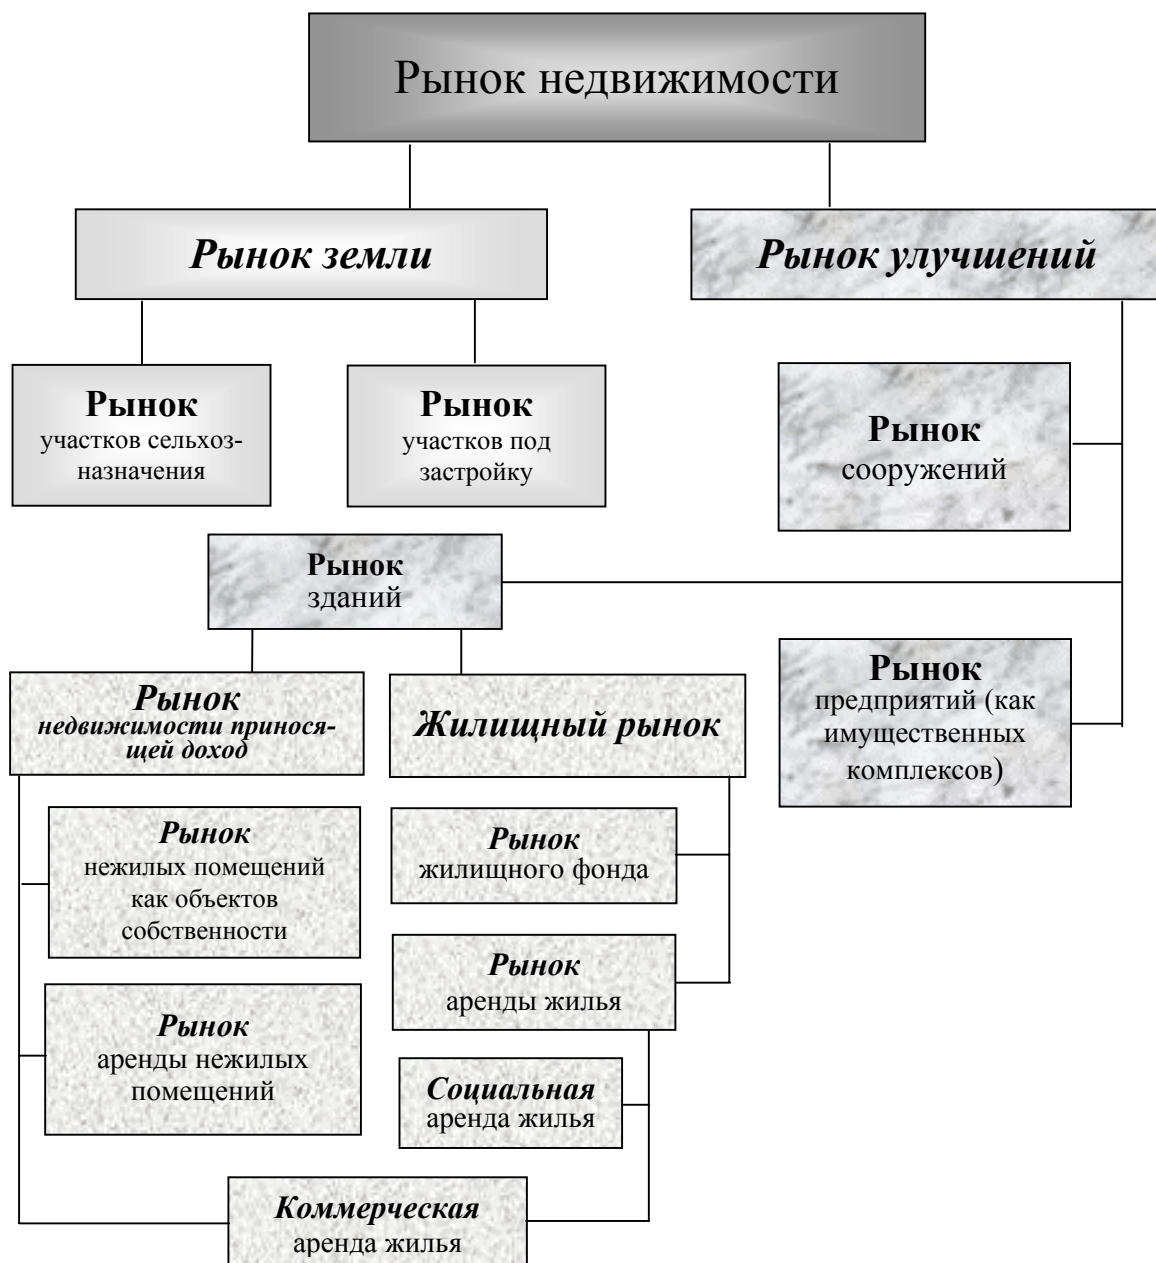 Рынок недвижимости
Рынок земли
Рынок улучшений
Рынок
участков сельхоз-
назначения
Рынок
участков под
застройку
Рынок
сооружений
Рынок
зданий
Рынок
предприятий (как
имущественных
комплексов)
Рынок
недвижимости принося-
щей доход
Жилищный рынок
Рынок
нежилых помещений
как объектов
собственности
Рынок
жилищного фонда
Рынок
аренды жилья
Рынок
аренды нежилых
помещений
Социальная
аренда жилья
Коммерческая
аренда жилья